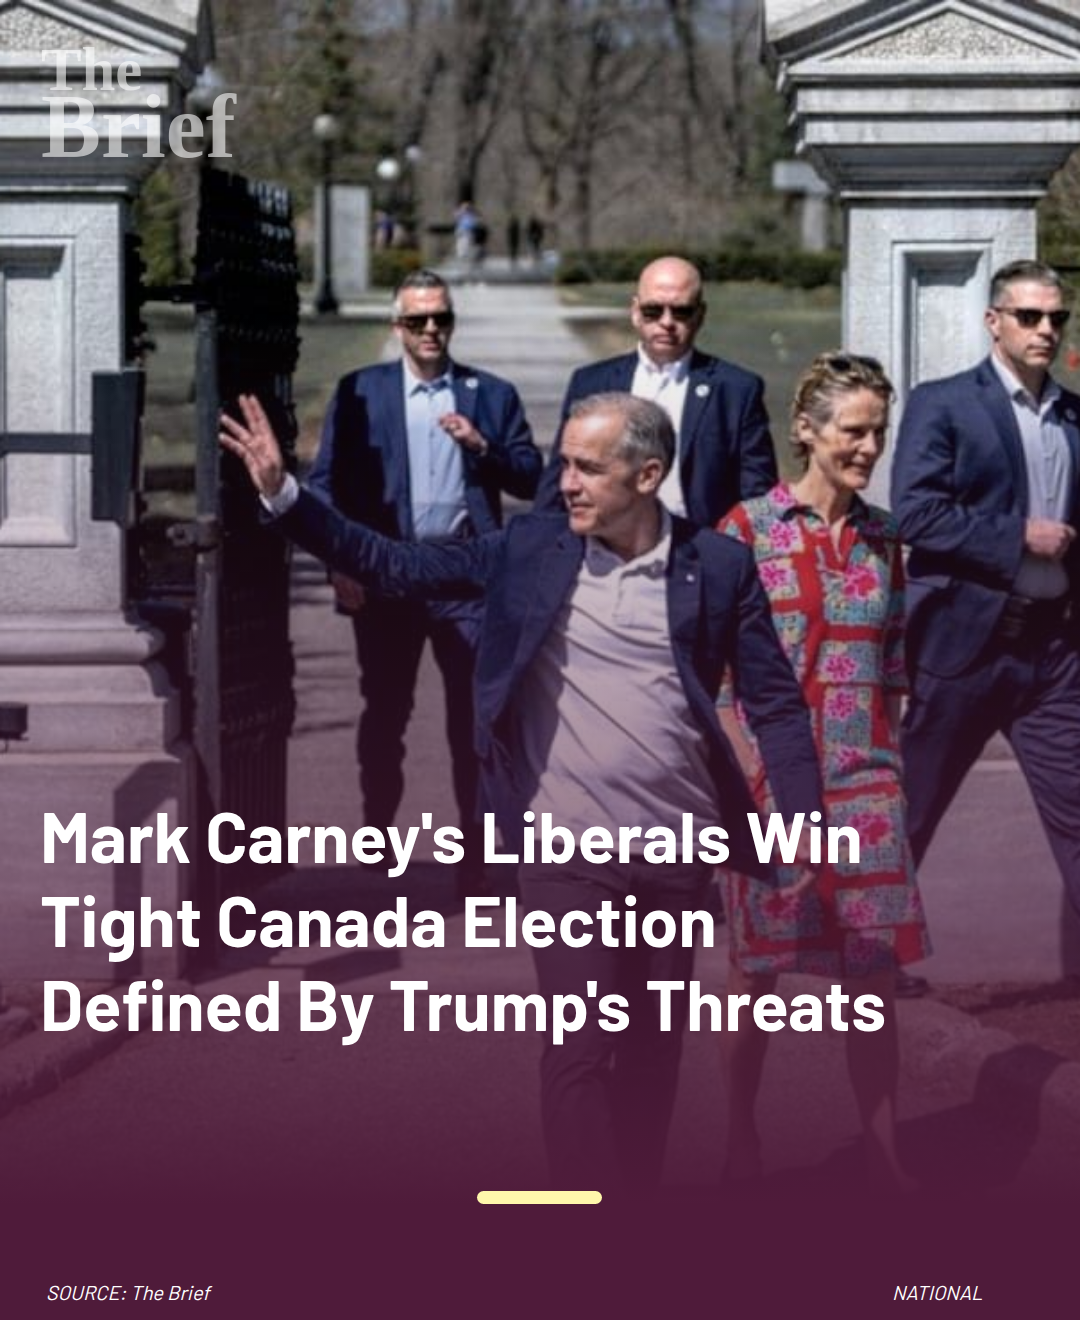 The
Brief
Mark Carney's Liberals Win
Tight Canada Election
Defined By Trump's Threats
SOURCE: The Brief
NATIONAL